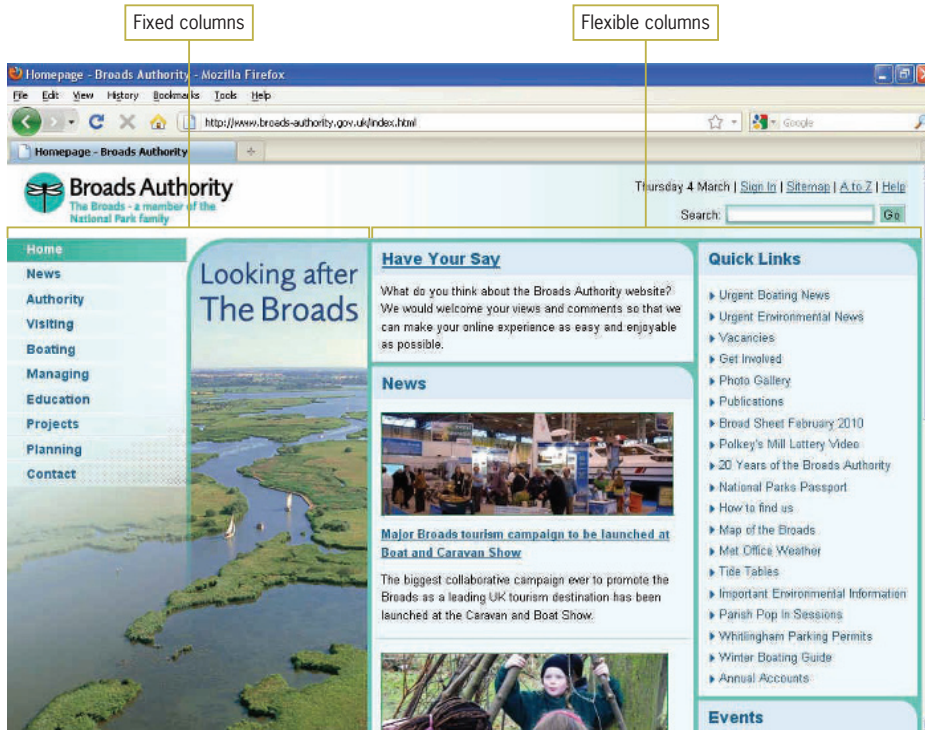 Fixed columns
Flexible columns
Homepage - Broads Authority - Mozilla Firefox
File Edit View History Bookmarks Tools Help
http://www.broads-authority.gov.uk/index.html
Google
Homepage - Broads Authority
Broads Authority
The Broads - a member of the
National Park family
Thursday 4 March | Sign In | Sitemap | A to Z | Help
Search:
Go
Home
News
Authority
Visiting
Boating
Managing
Education
Projects
Planning
Contact
Looking after
The Broads
Have Your Say
What do you think about the Broads Authority website?
We would welcome your views and comments so that we
can make your online experience as easy and enjoyable
as possible.
News
Major Broads tourism campaign to be launched at
Boat and Caravan Show
The biggest collaborative campaign ever to promote the
Broads as a leading UK tourism destination has been
launched at the Caravan and Boat Show.
Quick Links
Urgent Boating News
Urgent Environmental News
Vacancies
Get Involved
Photo Gallery
Publications
Broad Sheet February 2010
Polkey's Mill Lottery Video
20 Years of the Broads Authority
National Parks Passport
How to find us
Map of the Broads
Met Office Weather
Tide Tables
Important Environmental Information
Parish Pop In Sessions
Whitlingham Parking Permits
Winter Boating Guide
Annual Accounts
Events